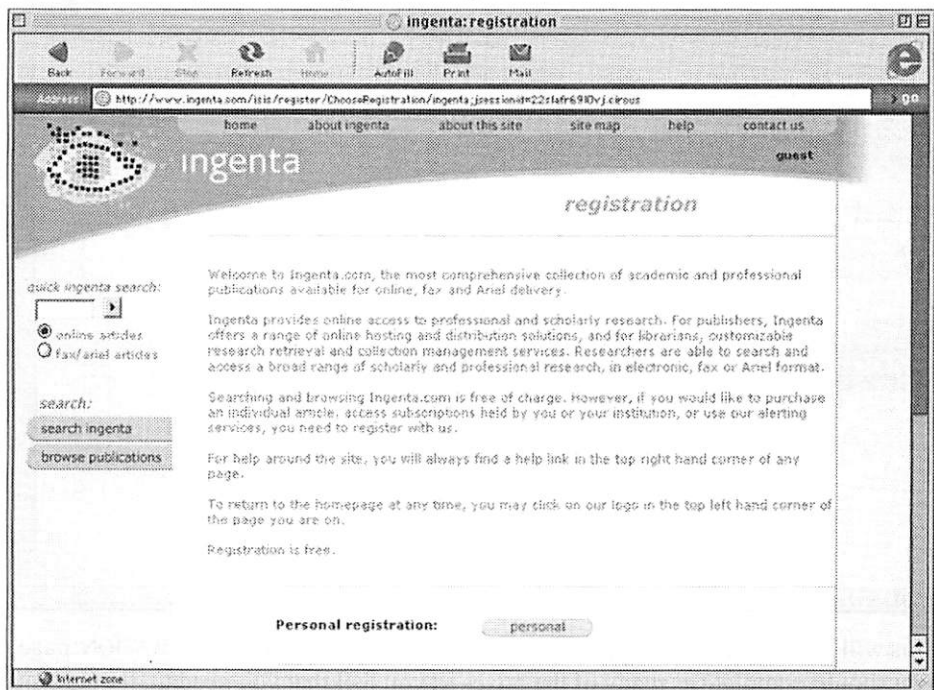 ingenta: registration
Back Forward Stop Refresh Home AutoFill Print Mail
Address: http://www.ingenta.com/isis/register/ChooseRegistration/ingenta;jsessionid= go
home about ingenta about this site site map help contact us
ingenta
guest
registration
quick ingenta search:
online articles
fax/ariel articles
search:
search ingenta
browse publications
Welcome to Ingenta.com, the most comprehensive collection of academic and professional
publications available for online, fax and Ariel delivery.
Ingenta provides online access to professional and scholarly research. For publishers, Ingenta
offers a range of online hosting and distribution solutions, and for librarians, customizable
research retrieval and collection management services. Researchers are able to search and
access a broad range of scholarly and professional research, in electronic, fax or Ariel format.
Searching and browsing Ingenta.com is free of charge. However, if you would like to purchase
an individual article, access subscriptions held by you or your institution, or use our alerting
services, you need to register with us.
For help around the site, you will always find a help link in the top right hand corner of any
page.
To return to the homepage at any time, you may click on our logo in the top left hand corner of
the page you are on.
Registration is free.
Personal registration: personal
Internet zone